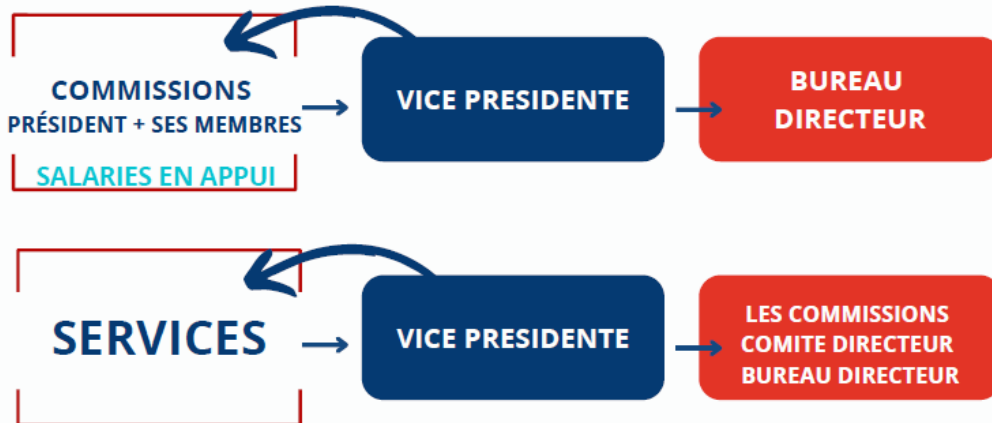 COMMISSIONS
PRÉSIDENT + SES MEMBRES
SALARIES EN APPUI
VICE PRESIDENTE
BUREAU
DIRECTEUR
SERVICES
VICE PRESIDENTE
LES COMMISSIONS
COMITE DIRECTEUR
BUREAU DIRECTEUR